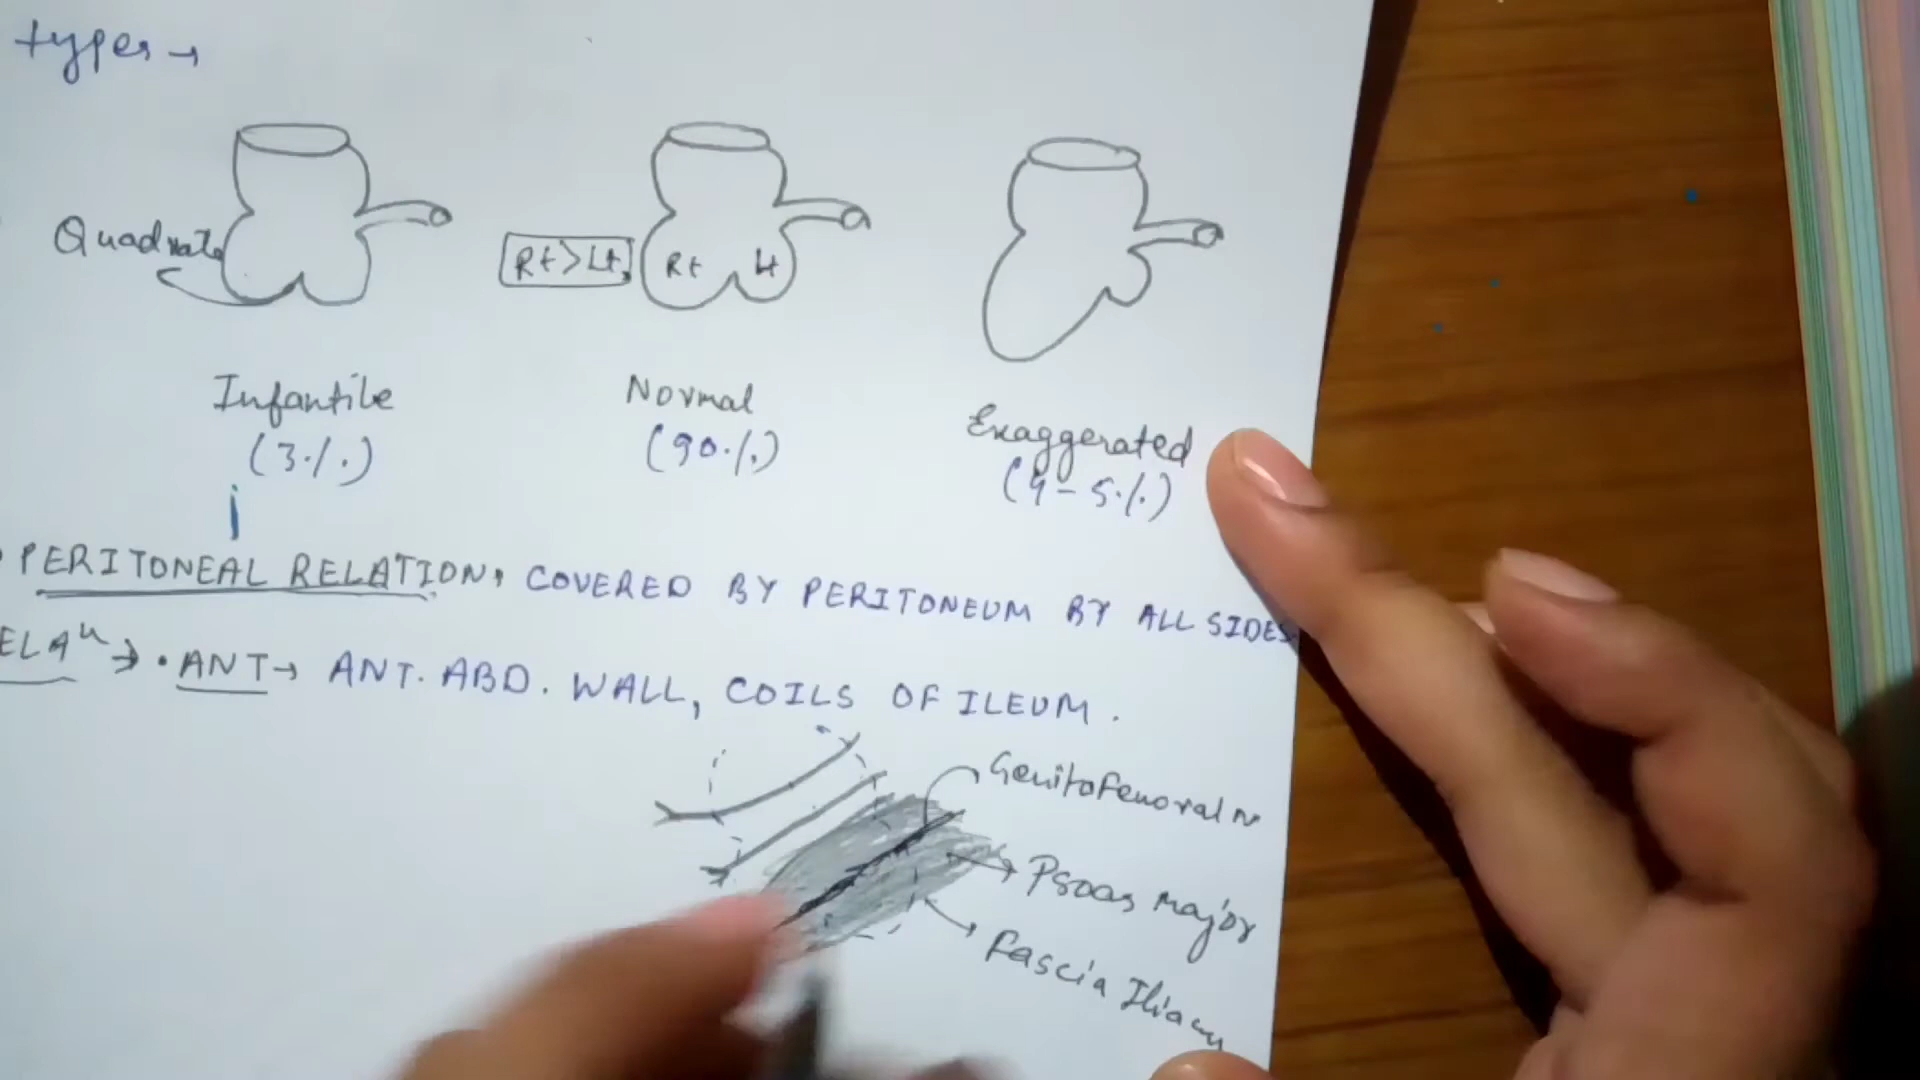 types →
Quadrate
Rt>Lt
Rt
Lt
Infantile
(3%)
Normal
(90%)
Exaggerated
(4-5%)
PERITONEAL RELATION, COVERED BY PERITONEUM BY ALL SIDES
ELAⁿ → • ANT → ANT. ABD. WALL, COILS OF ILEUM.
Genitofemoral n
Psoas major
Fascia Iliaca